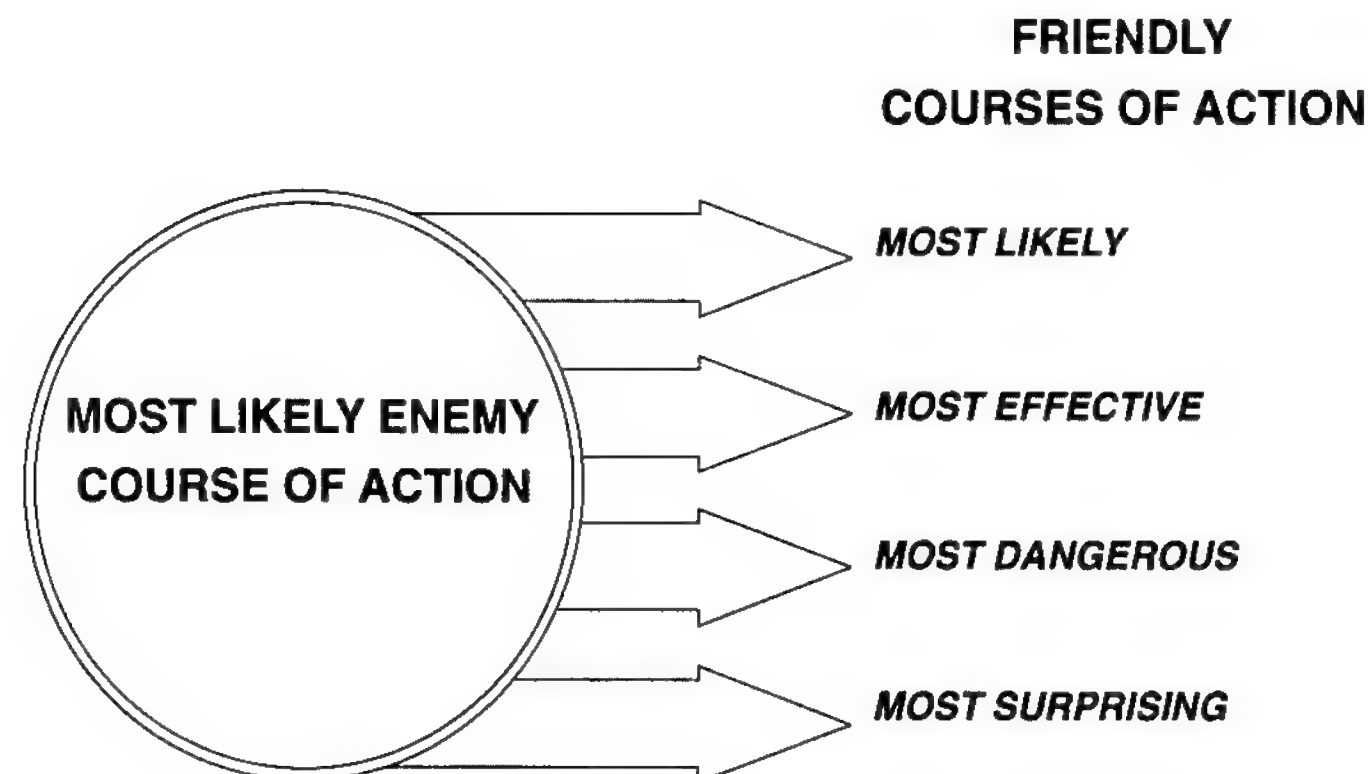 FRIENDLY
COURSES OF ACTION
MOST LIKELY
MOST LIKELY ENEMY
COURSE OF ACTION
MOST EFFECTIVE
MOST DANGEROUS
MOST SURPRISING